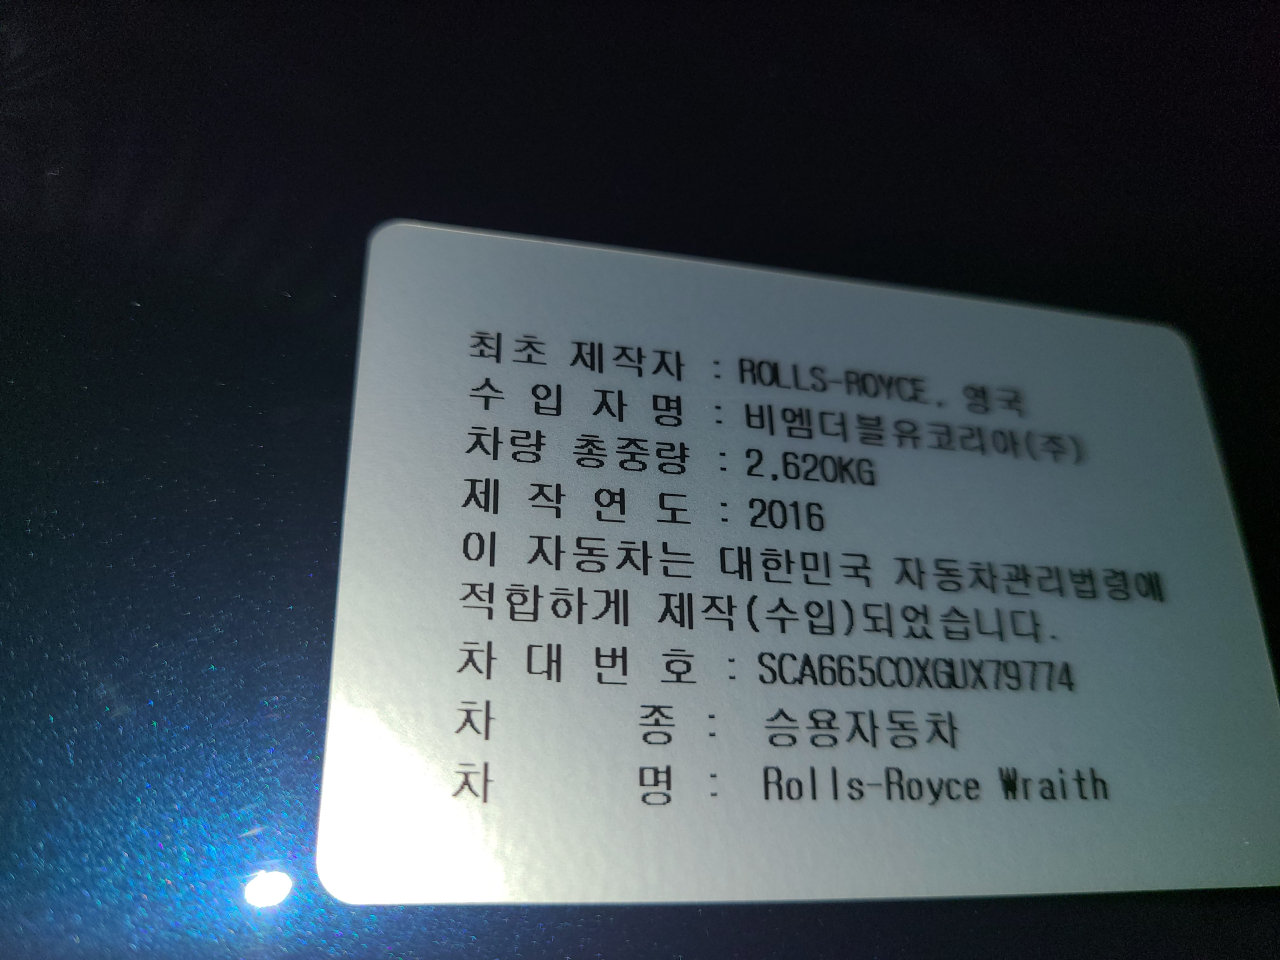 최초 제작자 : ROLLS-ROYCE. 영국
수 입 자 명 : 비엠더블유코리아(주)
차량 총중량 : 2,620KG
제 작 연 도 : 2016
이 자동차는 대한민국 자동차관리법령에
적합하게 제작(수입)되었습니다.
차 대 번 호 : SCA665C0XGUX79774
차 종 : 승용자동차
차 명 : Rolls-Royce Wraith